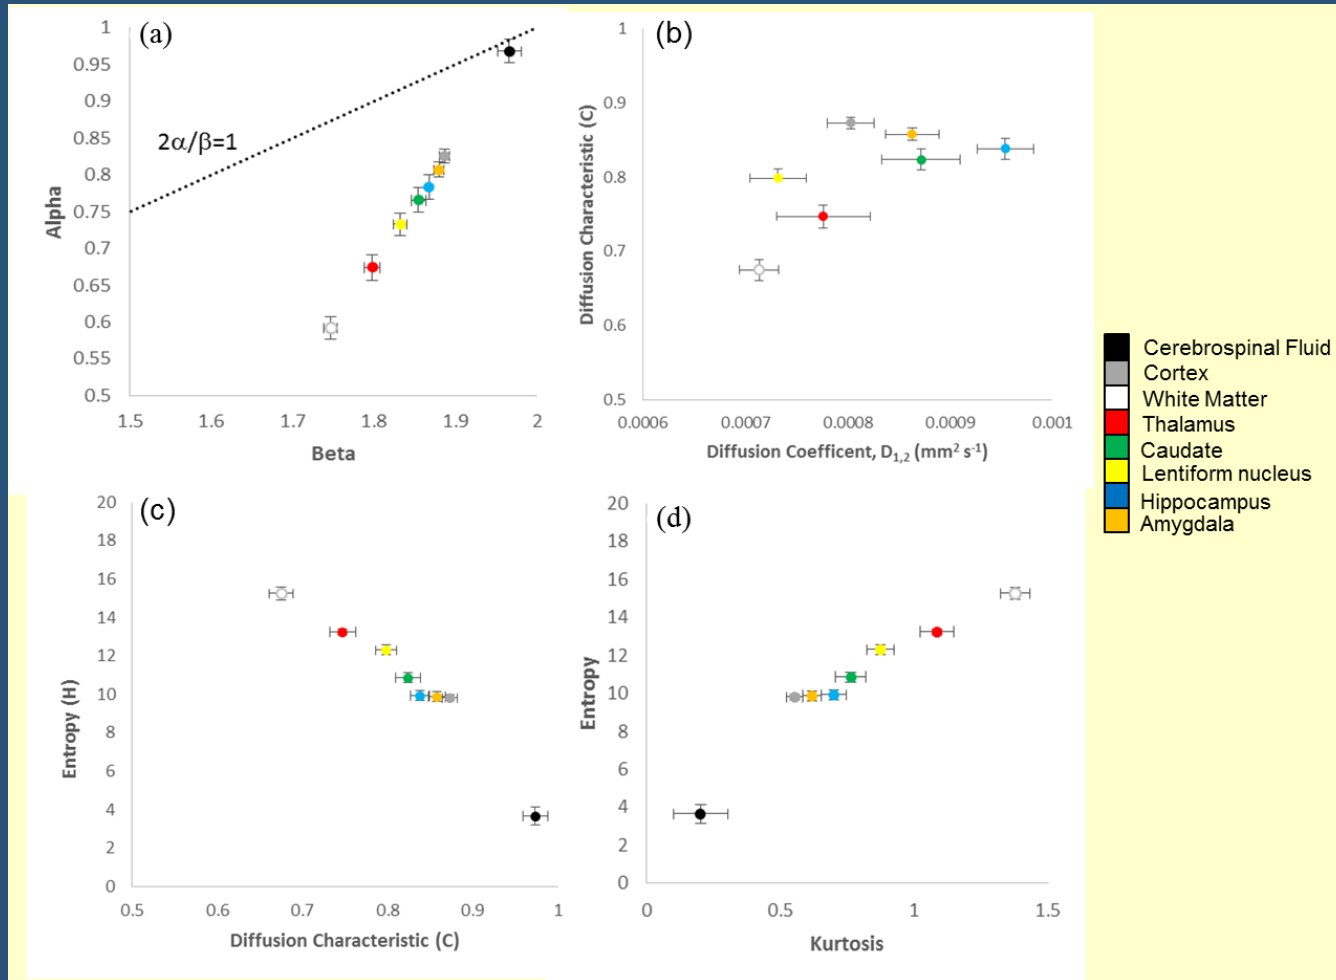 (a)
1
0.95
0.9
0.85
0.8
0.75
0.7
0.65
0.6
0.55
0.5
Alpha
2α/β=1
1.5 1.6 1.7 1.8 1.9 2
Beta
(b)
1
0.9
0.8
0.7
0.6
0.5
Diffusion Characteristic (C)
0.0006 0.0007 0.0008 0.0009 0.001
Diffusion Coefficent, D1,2 (mm² s⁻¹)
(c)
20
18
16
14
12
10
8
6
4
2
0
Entropy (H)
0.5 0.6 0.7 0.8 0.9 1
Diffusion Characteristic (C)
(d)
20
18
16
14
12
10
8
6
4
2
0
Entropy
0 0.5 1 1.5
Kurtosis
Cerebrospinal Fluid
Cortex
White Matter
Thalamus
Caudate
Lentiform nucleus
Hippocampus
Amygdala